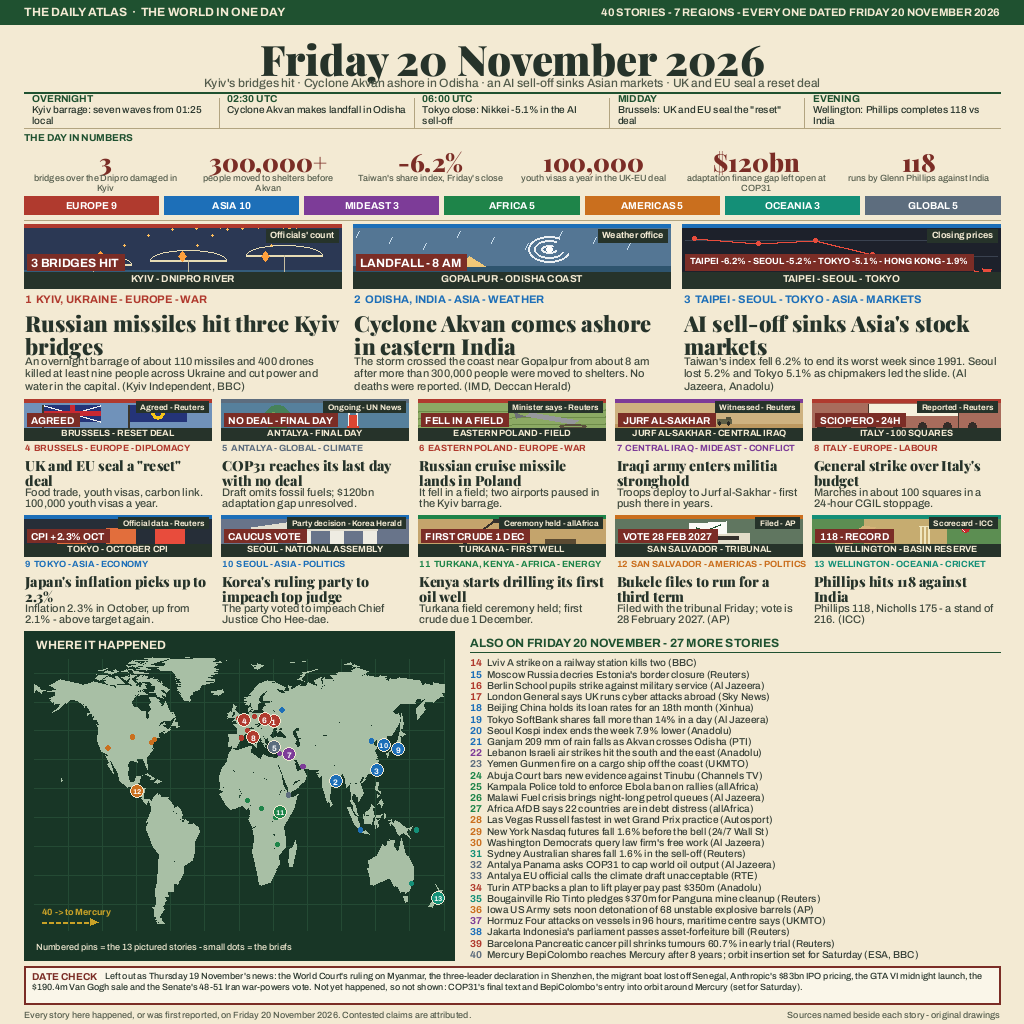 THE DAILY ATLAS · THE WORLD IN ONE DAY
40 STORIES - 7 REGIONS - EVERY ONE DATED FRIDAY 20 NOVEMBER 2026
Friday 20 November 2026
Kyiv's bridges hit · Cyclone Akvan ashore in Odisha · an AI sell-off sinks Asian markets · UK and EU seal a reset deal
OVERNIGHT
Kyiv barrage: seven waves from 01:25
local
02:30 UTC
Cyclone Akvan makes landfall in Odisha
06:00 UTC
Tokyo close: Nikkei -5.1% in the AI
sell-off
MIDDAY
Brussels: UK and EU seal the "reset"
deal
EVENING
Wellington: Phillips completes 118 vs
India
THE DAY IN NUMBERS
3
bridges over the Dnipro damaged in
Kyiv
300,000+
people moved to shelters before
Akvan
-6.2%
Taiwan's share index, Friday's close
100,000
youth visas a year in the UK-EU deal
$120bn
adaptation finance gap left open at
COP31
118
runs by Glenn Phillips against India
EUROPE 9
ASIA 10
MIDEAST 3
AFRICA 5
AMERICAS 5
OCEANIA 3
GLOBAL 5
Officials' count
3 BRIDGES HIT
KYIV - DNIPRO RIVER
1 KYIV, UKRAINE - EUROPE - WAR
Russian missiles hit three Kyiv
bridges
An overnight barrage of about 110 missiles and 400 drones
killed at least nine people across Ukraine and cut power and
water in the capital. (Kyiv Independent, BBC)
Weather office
LANDFALL - 8 AM
GOPALPUR - ODISHA COAST
2 ODISHA, INDIA - ASIA - WEATHER
Cyclone Akvan comes ashore
in eastern India
The storm crossed the coast near Gopalpur from about 8 am
after more than 300,000 people were moved to shelters. No
deaths were reported. (IMD, Deccan Herald)
Closing prices
TAIPEI -6.2% - SEOUL -5.2% - TOKYO -5.1% - HONG KONG -1.9%
TAIPEI - SEOUL - TOKYO
3 TAIPEI - SEOUL - TOKYO - ASIA - MARKETS
AI sell-off sinks Asia's stock
markets
Taiwan's index fell 6.2% to end its worst week since 1991. Seoul
lost 5.2% and Tokyo 5.1% as chipmakers led the slide. (Al
Jazeera, Anadolu)
Agreed - Reuters
AGREED
BRUSSELS - RESET DEAL
4 BRUSSELS - EUROPE - DIPLOMACY
UK and EU seal a "reset"
deal
Food trade, youth visas, carbon link.
100,000 youth visas a year.
Ongoing - UN News
NO DEAL - FINAL DAY
ANTALYA - FINAL DAY
5 ANTALYA - GLOBAL - CLIMATE
COP31 reaches its last day
with no deal
Draft omits fossil fuels; $120bn
adaptation gap unresolved.
Minister says - Reuters
FELL IN A FIELD
EASTERN POLAND - FIELD
6 EASTERN POLAND - EUROPE - WAR
Russian cruise missile
lands in Poland
It fell in a field; two airports paused in
the Kyiv barrage.
Witnessed - Reuters
JURF AL-SAKHAR
JURF AL-SAKHAR - CENTRAL IRAQ
7 CENTRAL IRAQ - MIDEAST - CONFLICT
Iraqi army enters militia
stronghold
Troops deploy to Jurf al-Sakhar - first
push there in years.
Reported - Reuters
SCIOPERO - 24H
ITALY - 100 SQUARES
8 ITALY - EUROPE - LABOUR
General strike over Italy's
budget
Marches in about 100 squares in a
24-hour CGIL stoppage.
Official data - Reuters
CPI +2.3% OCT
TOKYO - OCTOBER CPI
9 TOKYO - ASIA - ECONOMY
Japan's inflation picks up to
2.3%
Inflation 2.3% in October, up from
2.1% - above target again.
Party decision - Korea Herald
CAUCUS VOTE
SEOUL - NATIONAL ASSEMBLY
10 SEOUL - ASIA - POLITICS
Korea's ruling party to
impeach top judge
The party voted to impeach Chief
Justice Cho Hee-dae.
Ceremony held - allAfrica
FIRST CRUDE 1 DEC
TURKANA - FIRST WELL
11 TURKANA, KENYA - AFRICA - ENERGY
Kenya starts drilling its first
oil well
Turkana field ceremony held; first
crude due 1 December.
Filed - AP
VOTE 28 FEB 2027
SAN SALVADOR - TRIBUNAL
12 SAN SALVADOR - AMERICAS - POLITICS
Bukele files to run for a
third term
Filed with the tribunal Friday; vote is
28 February 2027. (AP)
Scorecard - ICC
118 - RECORD
WELLINGTON - BASIN RESERVE
13 WELLINGTON - OCEANIA - CRICKET
Phillips hits 118 against
India
Phillips 118, Nicholls 175 - a stand of
216. (ICC)
WHERE IT HAPPENED
4
6
1
8
5
7
10
9
3
2
12
11
13
40 -> to Mercury
Numbered pins = the 13 pictured stories - small dots = the briefs
ALSO ON FRIDAY 20 NOVEMBER - 27 MORE STORIES
14 Lviv A strike on a railway station kills two (BBC)
15 Moscow Russia decries Estonia's border closure (Reuters)
16 Berlin School pupils strike against military service (Al Jazeera)
17 London General says UK runs cyber attacks abroad (Sky News)
18 Beijing China holds its loan rates for an 18th month (Xinhua)
19 Tokyo SoftBank shares fall more than 14% in a day (Al Jazeera)
20 Seoul Kospi index ends the week 7.9% lower (Anadolu)
21 Ganjam 209 mm of rain falls as Akvan crosses Odisha (PTI)
22 Lebanon Israeli air strikes hit the south and the east (Anadolu)
23 Yemen Gunmen fire on a cargo ship off the coast (UKMTO)
24 Abuja Court bars new evidence against Tinubu (Channels TV)
25 Kampala Police told to enforce Ebola ban on rallies (allAfrica)
26 Malawi Fuel crisis brings night-long petrol queues (Al Jazeera)
27 Africa AfDB says 22 countries are in debt distress (allAfrica)
28 Las Vegas Russell fastest in wet Grand Prix practice (Autosport)
29 New York Nasdaq futures fall 1.6% before the bell (24/7 Wall St)
30 Washington Democrats query law firm's free work (Al Jazeera)
31 Sydney Australian shares fall 1.6% in the sell-off (Reuters)
32 Antalya Panama asks COP31 to cap world oil output (Al Jazeera)
33 Antalya EU official calls the climate draft unacceptable (RTE)
34 Turin ATP backs a plan to lift player pay past $350m (Anadolu)
35 Bougainville Rio Tinto pledges $370m for Panguna mine cleanup (Reuters)
36 Iowa US Army sets noon detonation of 68 unstable explosive barrels (AP)
37 Hormuz Four attacks on vessels in 96 hours, maritime centre says (UKMTO)
38 Jakarta Indonesia's parliament passes asset-forfeiture bill (Reuters)
39 Barcelona Pancreatic cancer pill shrinks tumours 60.7% in early trial (Reuters)
40 Mercury BepiColombo reaches Mercury after 8 years; orbit insertion set for Saturday (ESA, BBC)
DATE CHECK Left out as Thursday 19 November's news: the World Court's ruling on Myanmar, the three-leader declaration in Shenzhen, the migrant boat lost off Senegal, Anthropic's $83bn IPO pricing, the GTA VI midnight launch, the
$190.4m Van Gogh sale and the Senate's 48-51 Iran war-powers vote. Not yet happened, so not shown: COP31's final text and BepiColombo's entry into orbit around Mercury (set for Saturday).
Every story here happened, or was first reported, on Friday 20 November 2026. Contested claims are attributed.
Sources named beside each story - original drawings